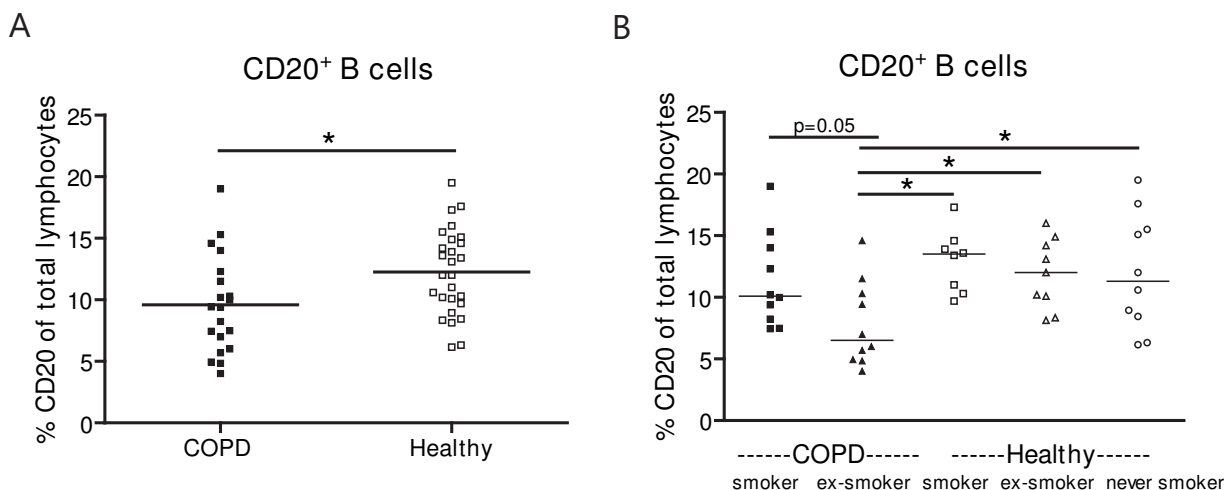 A
CD20+ B cells
% CD20 of total lymphocytes
25
20
15
10
5
0
*
COPD
Healthy
B
CD20+ B cells
% CD20 of total lymphocytes
25
20
15
10
5
0
p=0.05
*
*
*
------COPD------ ------Healthy------
smoker ex-smoker smoker ex-smoker never smoker